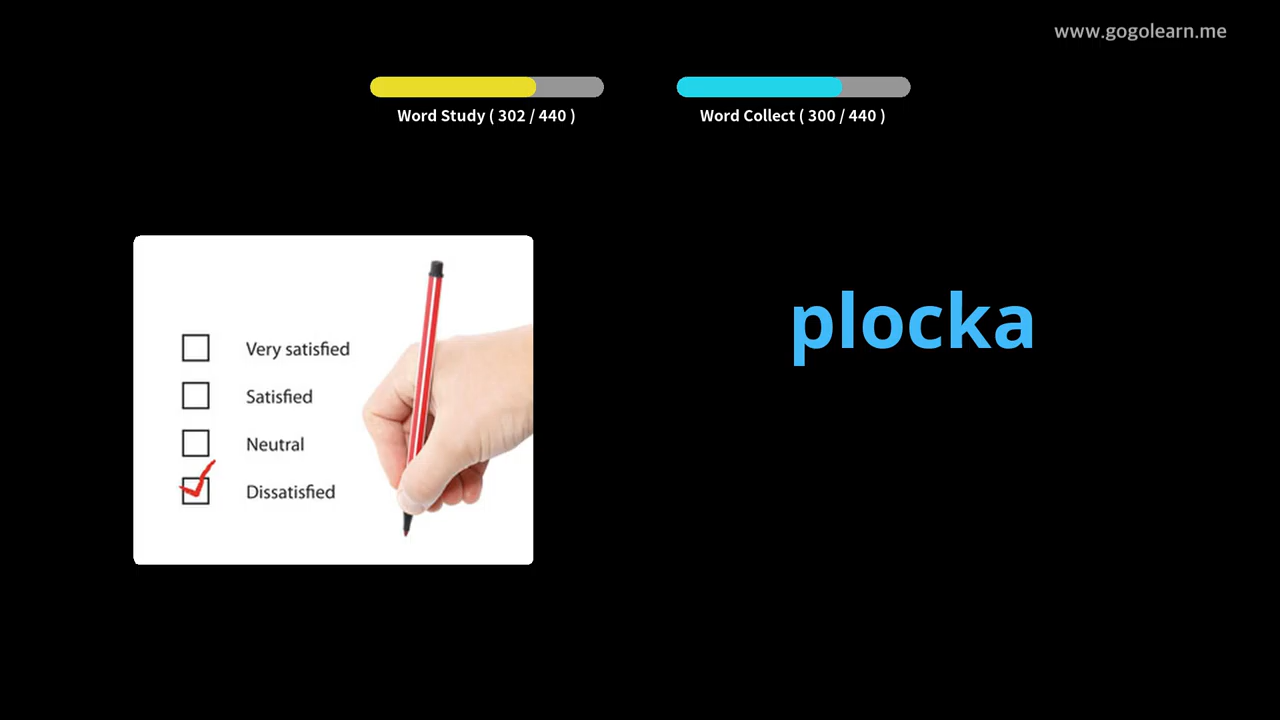 www.gogolearn.me
Word Study ( 302 / 440 )
Word Collect ( 300 / 440 )
plocka
Very satisfied
Satisfied
Neutral
Dissatisfied